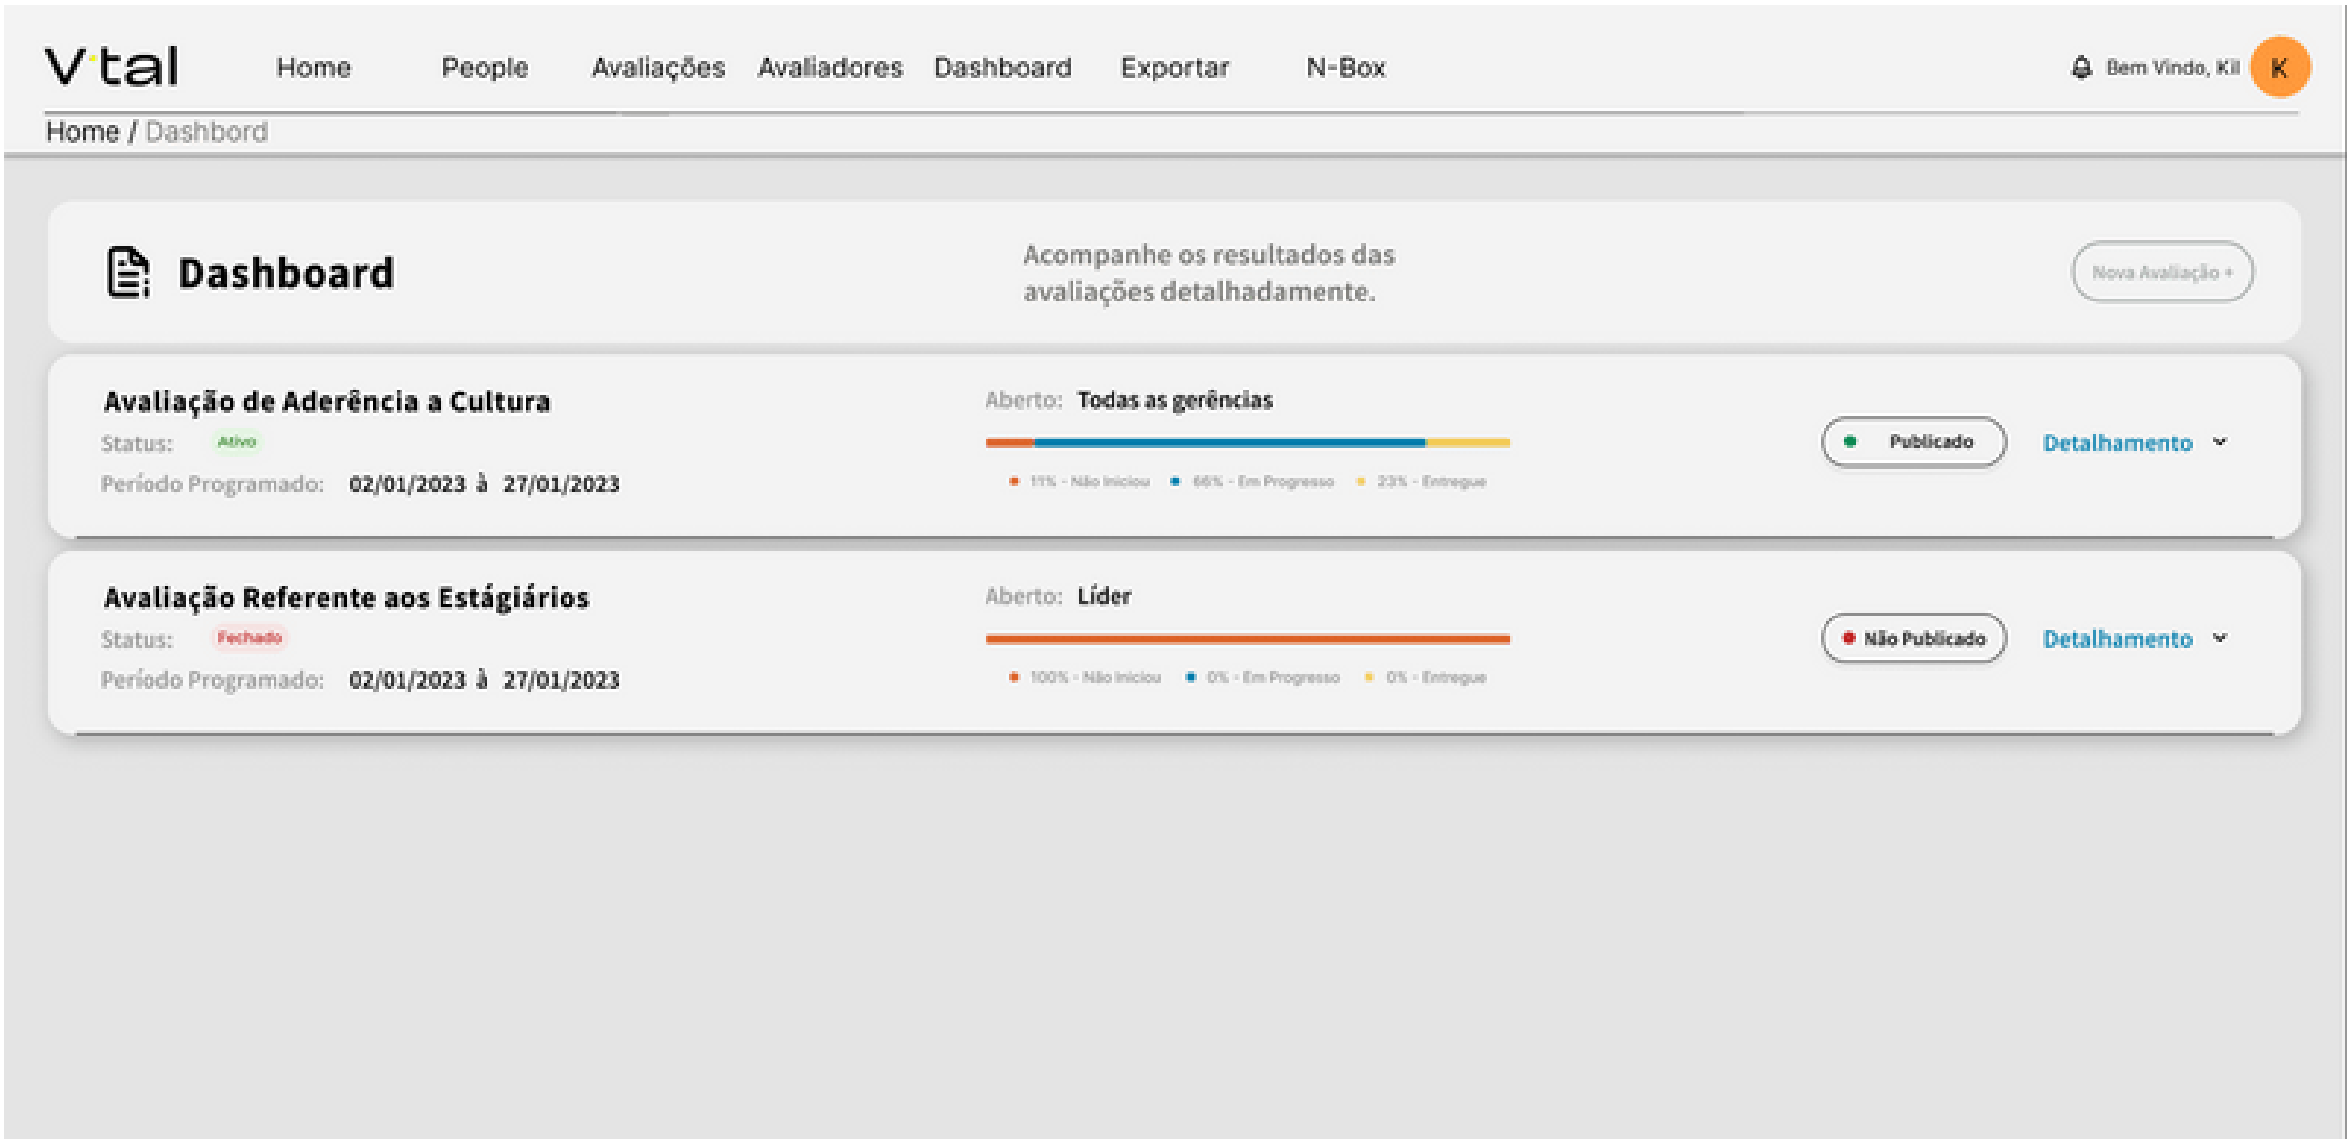 V·tal Home People Avaliações Avaliadores Dashboard Exportar N-Box Bem Vindo, Kil K
Home / Dashbord
Dashboard
Acompanhe os resultados das
avaliações detalhadamente.
Nova Avaliação +
Avaliação de Aderência a Cultura
Status: Ativo
Período Programado: 02/01/2023 à 27/01/2023
Aberto: Todas as gerências
11% - Não Iniciou 66% - Em Progresso 23% - Entregue
Publicado
Detalhamento
Avaliação Referente aos Estágiários
Status: Fechado
Período Programado: 02/01/2023 à 27/01/2023
Aberto: Líder
100% - Não Iniciou 0% - Em Progresso 0% - Entregue
Não Publicado
Detalhamento